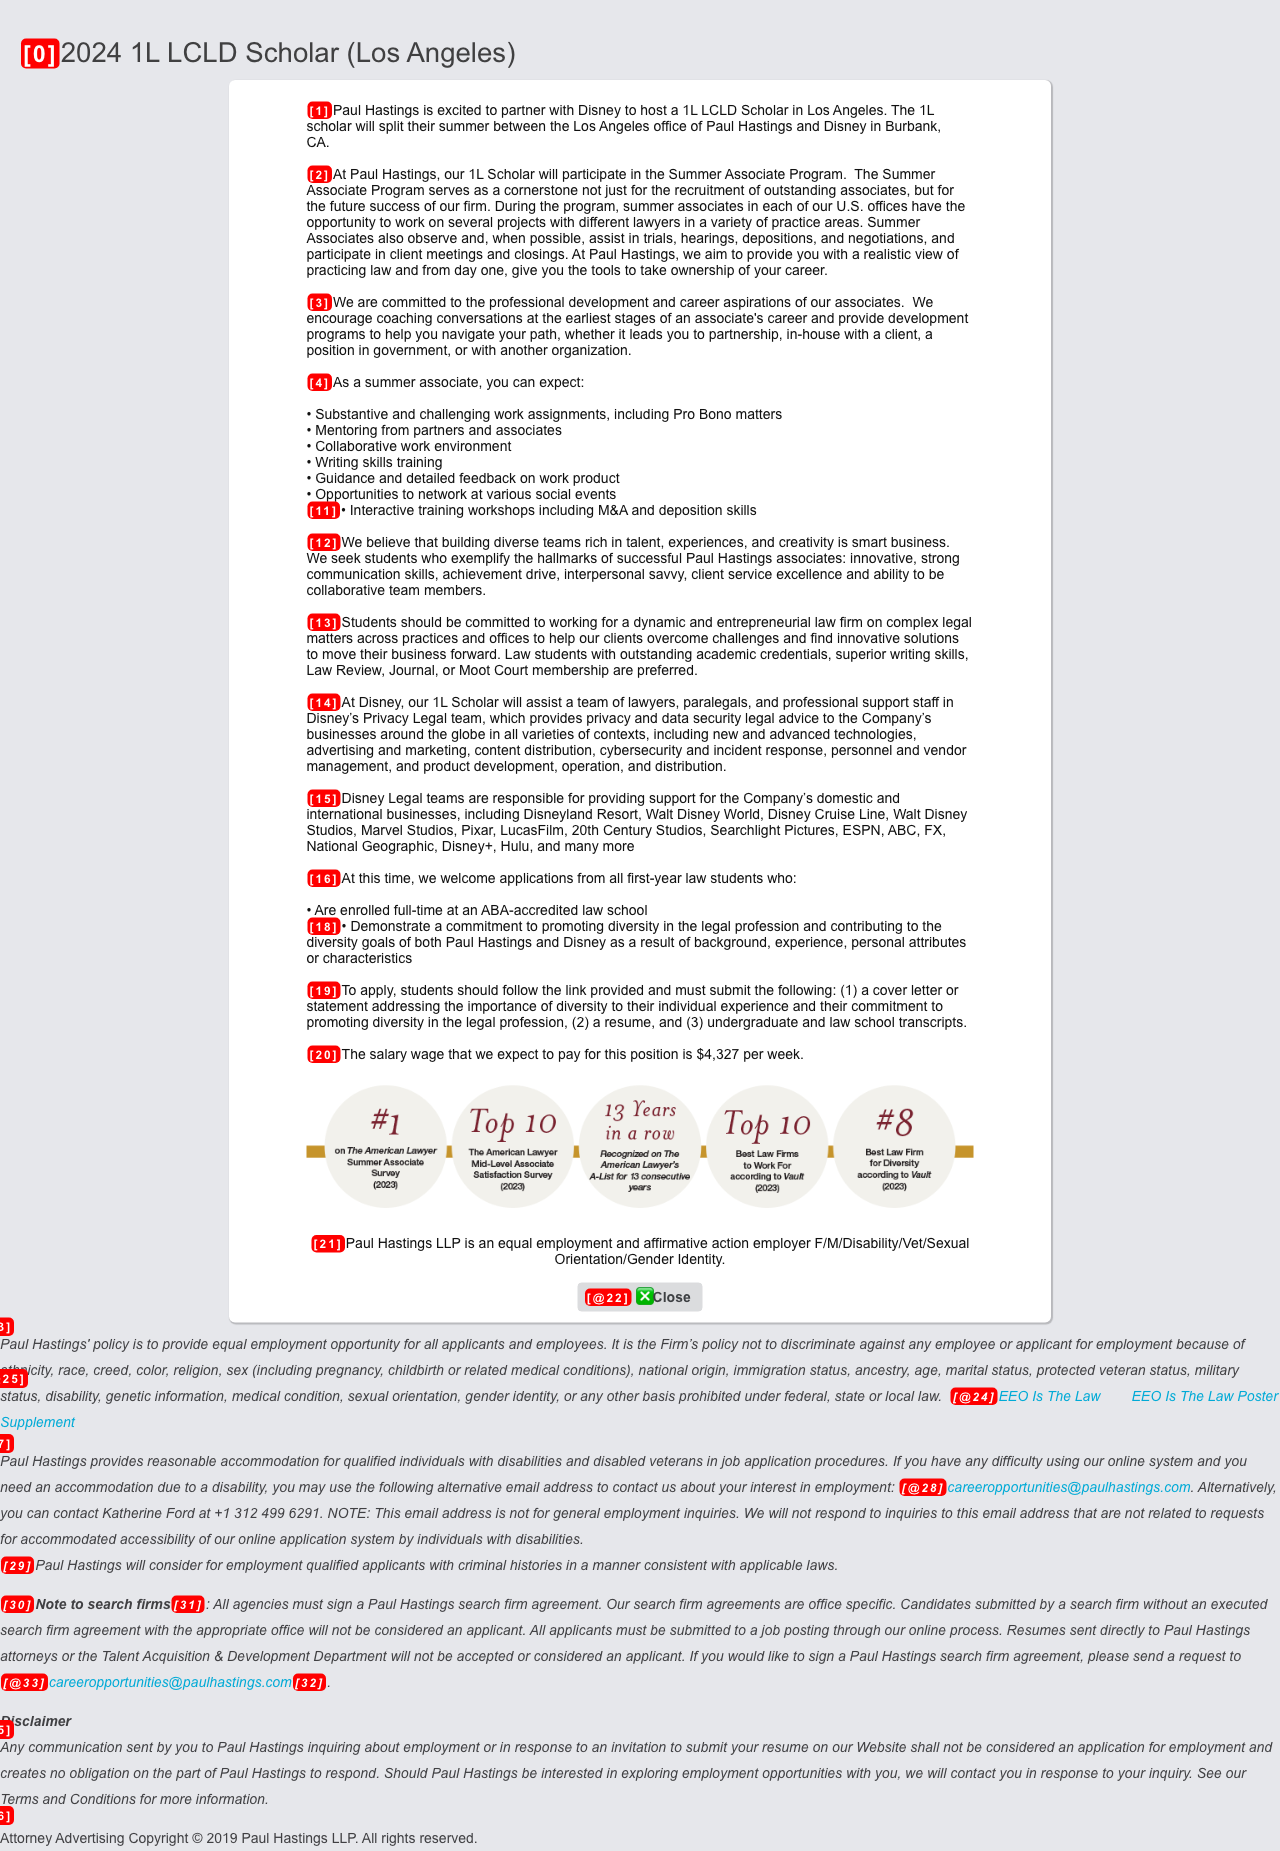 [0]2024 1L LCLD Scholar (Los Angeles)
[1]Paul Hastings is excited to partner with Disney to host a 1L LCLD Scholar in Los Angeles. The 1L
scholar will split their summer between the Los Angeles office of Paul Hastings and Disney in Burbank,
CA.
[2]At Paul Hastings, our 1L Scholar will participate in the Summer Associate Program.  The Summer
Associate Program serves as a cornerstone not just for the recruitment of outstanding associates, but for
the future success of our firm. During the program, summer associates in each of our U.S. offices have the
opportunity to work on several projects with different lawyers in a variety of practice areas. Summer
Associates also observe and, when possible, assist in trials, hearings, depositions, and negotiations, and
participate in client meetings and closings. At Paul Hastings, we aim to provide you with a realistic view of
practicing law and from day one, give you the tools to take ownership of your career.
[3]We are committed to the professional development and career aspirations of our associates.  We
encourage coaching conversations at the earliest stages of an associate's career and provide development
programs to help you navigate your path, whether it leads you to partnership, in-house with a client, a
position in government, or with another organization.
[4]As a summer associate, you can expect:
• Substantive and challenging work assignments, including Pro Bono matters
• Mentoring from partners and associates
• Collaborative work environment
• Writing skills training
• Guidance and detailed feedback on work product
• Opportunities to network at various social events
[11]• Interactive training workshops including M&A and deposition skills
[12]We believe that building diverse teams rich in talent, experiences, and creativity is smart business.
We seek students who exemplify the hallmarks of successful Paul Hastings associates: innovative, strong
communication skills, achievement drive, interpersonal savvy, client service excellence and ability to be
collaborative team members.
[13]Students should be committed to working for a dynamic and entrepreneurial law firm on complex legal
matters across practices and offices to help our clients overcome challenges and find innovative solutions
to move their business forward. Law students with outstanding academic credentials, superior writing skills,
Law Review, Journal, or Moot Court membership are preferred.
[14]At Disney, our 1L Scholar will assist a team of lawyers, paralegals, and professional support staff in
Disney’s Privacy Legal team, which provides privacy and data security legal advice to the Company’s
businesses around the globe in all varieties of contexts, including new and advanced technologies,
advertising and marketing, content distribution, cybersecurity and incident response, personnel and vendor
management, and product development, operation, and distribution.
[15]Disney Legal teams are responsible for providing support for the Company’s domestic and
international businesses, including Disneyland Resort, Walt Disney World, Disney Cruise Line, Walt Disney
Studios, Marvel Studios, Pixar, LucasFilm, 20th Century Studios, Searchlight Pictures, ESPN, ABC, FX,
National Geographic, Disney+, Hulu, and many more
[16]At this time, we welcome applications from all first-year law students who:
• Are enrolled full-time at an ABA-accredited law school
[18]• Demonstrate a commitment to promoting diversity in the legal profession and contributing to the
diversity goals of both Paul Hastings and Disney as a result of background, experience, personal attributes
or characteristics
[19]To apply, students should follow the link provided and must submit the following: (1) a cover letter or
statement addressing the importance of diversity to their individual experience and their commitment to
promoting diversity in the legal profession, (2) a resume, and (3) undergraduate and law school transcripts.
[20]The salary wage that we expect to pay for this position is $4,327 per week.
#1
on The American Lawyer
Summer Associate
Survey
(2023)
Top 10
The American Lawyer
Mid-Level Associate
Satisfaction Survey
(2023)
13 Years
in a row
Recognized on The
American Lawyer's
A-List for 13 consecutive
years
Top 10
Best Law Firms
to Work For
according to Vault
(2023)
#8
Best Law Firm
for Diversity
according to Vault
(2023)
[21]Paul Hastings LLP is an equal employment and affirmative action employer F/M/Disability/Vet/Sexual
Orientation/Gender Identity.
[@22] Close
3]
Paul Hastings' policy is to provide equal employment opportunity for all applicants and employees. It is the Firm’s policy not to discriminate against any employee or applicant for employment because of
ethnicity, race, creed, color, religion, sex (including pregnancy, childbirth or related medical conditions), national origin, immigration status, ancestry, age, marital status, protected veteran status, military
25]
status, disability, genetic information, medical condition, sexual orientation, gender identity, or any other basis prohibited under federal, state or local law.  [@24]EEO Is The Law EEO Is The Law Poster
Supplement
7]
Paul Hastings provides reasonable accommodation for qualified individuals with disabilities and disabled veterans in job application procedures. If you have any difficulty using our online system and you
need an accommodation due to a disability, you may use the following alternative email address to contact us about your interest in employment: [@28]careeropportunities@paulhastings.com. Alternatively,
you can contact Katherine Ford at +1 312 499 6291. NOTE: This email address is not for general employment inquiries. We will not respond to inquiries to this email address that are not related to requests
for accommodated accessibility of our online application system by individuals with disabilities.
[29]Paul Hastings will consider for employment qualified applicants with criminal histories in a manner consistent with applicable laws.
[30]Note to search firms[31]: All agencies must sign a Paul Hastings search firm agreement. Our search firm agreements are office specific. Candidates submitted by a search firm without an executed
search firm agreement with the appropriate office will not be considered an applicant. All applicants must be submitted to a job posting through our online process. Resumes sent directly to Paul Hastings
attorneys or the Talent Acquisition & Development Department will not be accepted or considered an applicant. If you would like to sign a Paul Hastings search firm agreement, please send a request to
[@33]careeropportunities@paulhastings.com[32].
Disclaimer
5]
Any communication sent by you to Paul Hastings inquiring about employment or in response to an invitation to submit your resume on our Website shall not be considered an application for employment and
creates no obligation on the part of Paul Hastings to respond. Should Paul Hastings be interested in exploring employment opportunities with you, we will contact you in response to your inquiry. See our
Terms and Conditions for more information.
6]
Attorney Advertising Copyright © 2019 Paul Hastings LLP. All rights reserved.